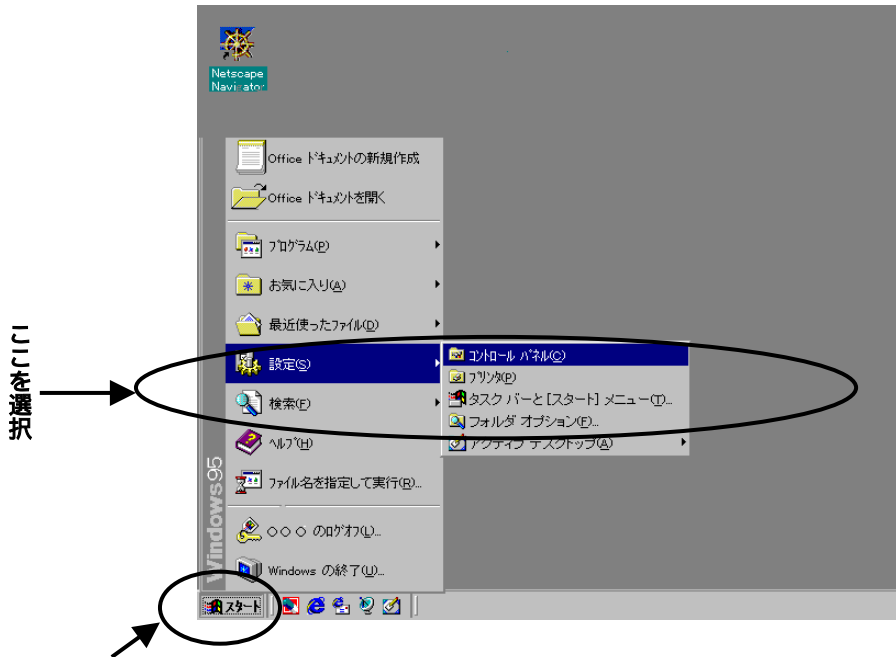 Netscape
Navigator
Office ﾄﾞｷｭﾒﾝﾄの新規作成
Office ﾄﾞｷｭﾒﾝﾄを開く
ﾌﾟﾛｸﾞﾗﾑ(P)
お気に入り(A)
最近使ったﾌｧｲﾙ(D)
設定(S)
検索(F)
ﾍﾙﾌﾟ(H)
ﾌｧｲﾙ名を指定して実行(R)...
○○○ のﾛｸﾞｵﾌ(L)...
Windows の終了(U)...
Windows95
ｺﾝﾄﾛｰﾙ ﾊﾟﾈﾙ(C)
ﾌﾟﾘﾝﾀ(P)
タスク バーと [スタート] メニュー(T)...
フォルダ オプション(F)...
アクティブ デスクトップ(A)
ここを選択
ｽﾀｰﾄ